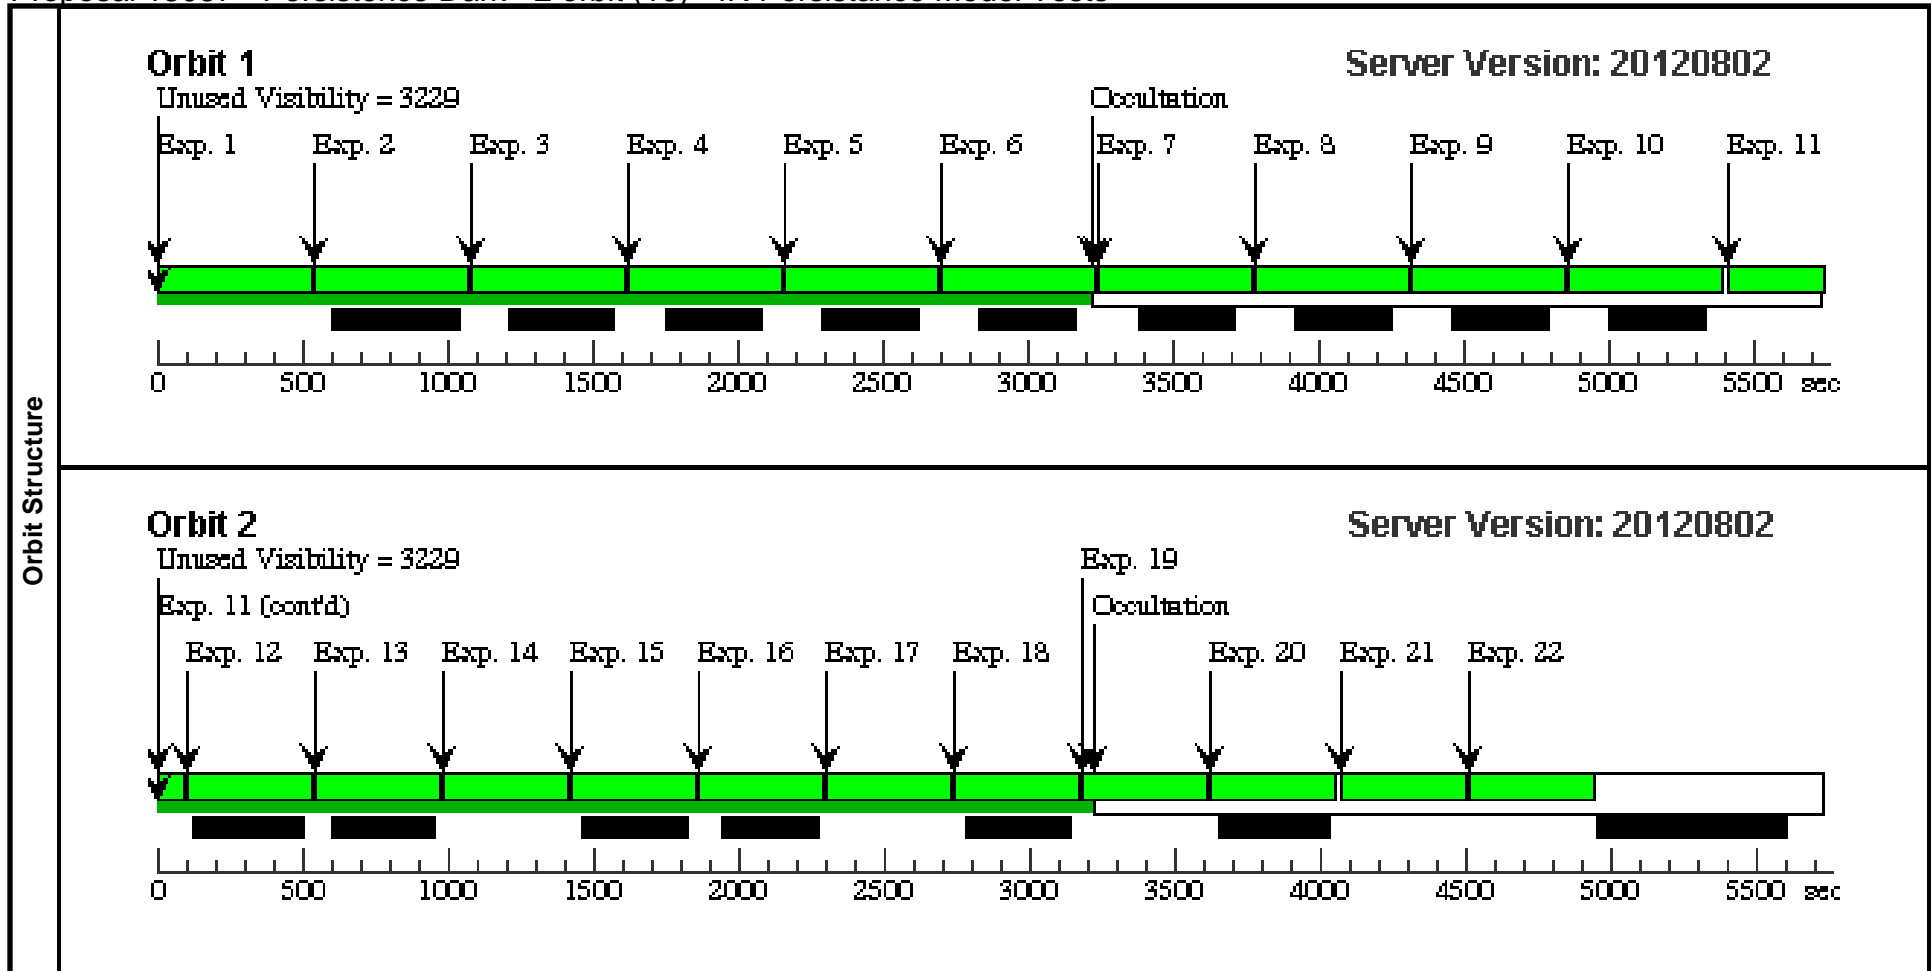 Orbit Structure
Orbit 1
Server Version: 20120802
Unused Visibility = 3229
Occultation
Exp. 1 Exp. 2 Exp. 3 Exp. 4 Exp. 5 Exp. 6 Exp. 7 Exp. 8 Exp. 9 Exp. 10 Exp. 11
0 500 1000 1500 2000 2500 3000 3500 4000 4500 5000 5500 sec
Orbit 2
Server Version: 20120802
Unused Visibility = 3229
Exp. 19
Exp. 11 (cont'd)
Occultation
Exp. 12 Exp. 13 Exp. 14 Exp. 15 Exp. 16 Exp. 17 Exp. 18 Exp. 20 Exp. 21 Exp. 22
0 500 1000 1500 2000 2500 3000 3500 4000 4500 5000 5500 sec